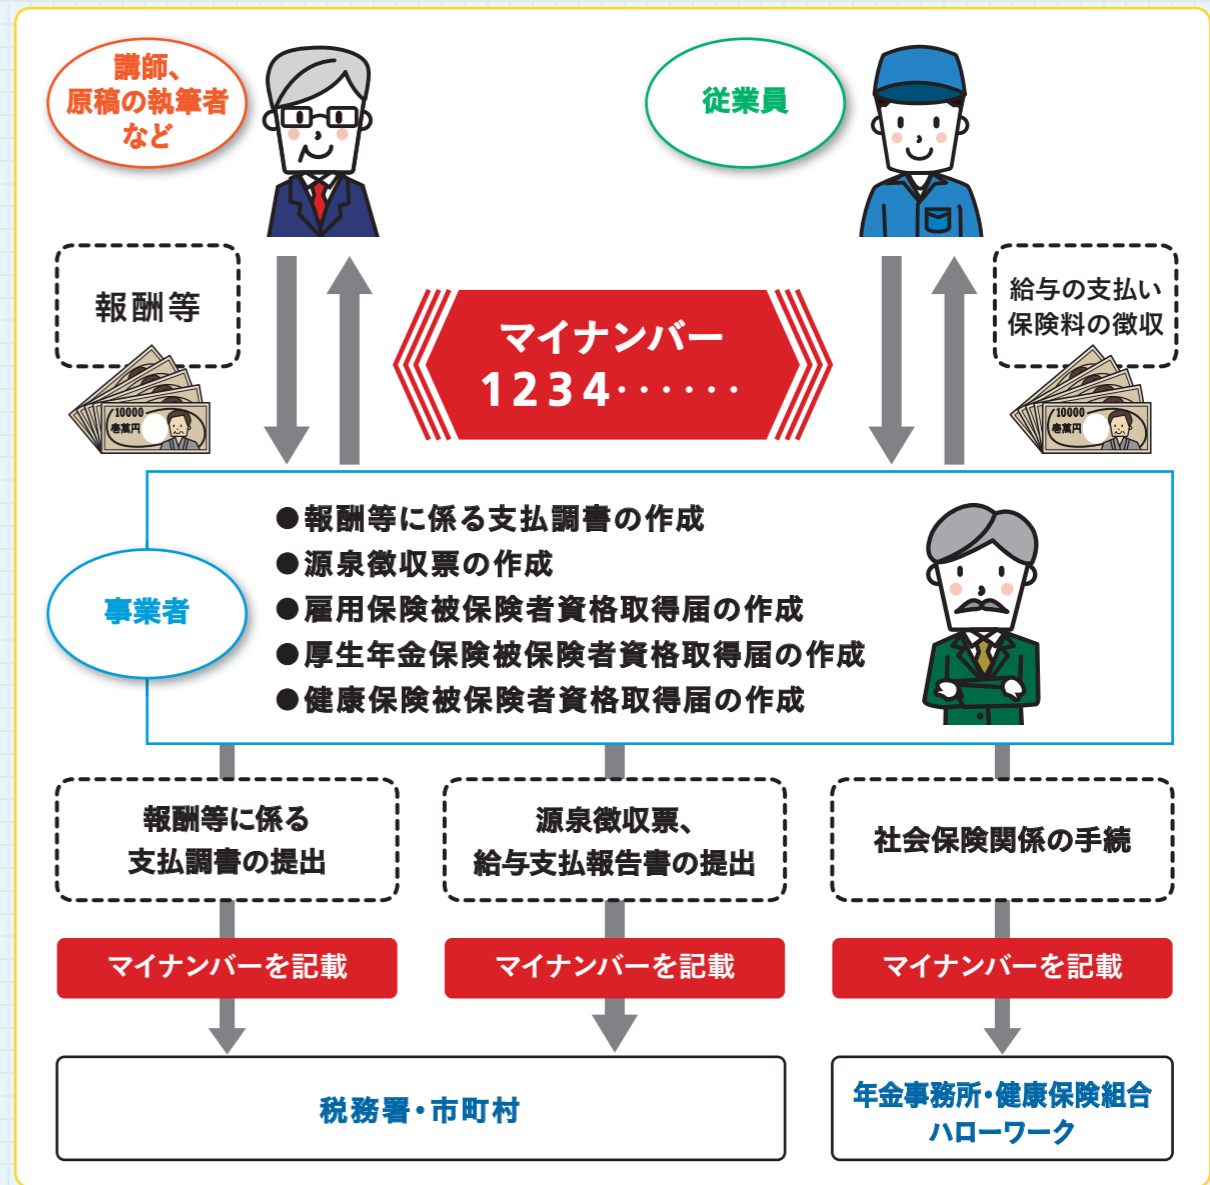 講師、
原稿の執筆者
など
従業員
報酬等
10000
壱萬円
マイナンバー
1234······
給与の支払い
保険料の徴収
10000
壱萬円
事業者
●報酬等に係る支払調書の作成
●源泉徴収票の作成
●雇用保険被保険者資格取得届の作成
●厚生年金保険被保険者資格取得届の作成
●健康保険被保険者資格取得届の作成
報酬等に係る
支払調書の提出
源泉徴収票、
給与支払報告書の提出
社会保険関係の手続
マイナンバーを記載
マイナンバーを記載
マイナンバーを記載
税務署・市町村
年金事務所・健康保険組合
ハローワーク